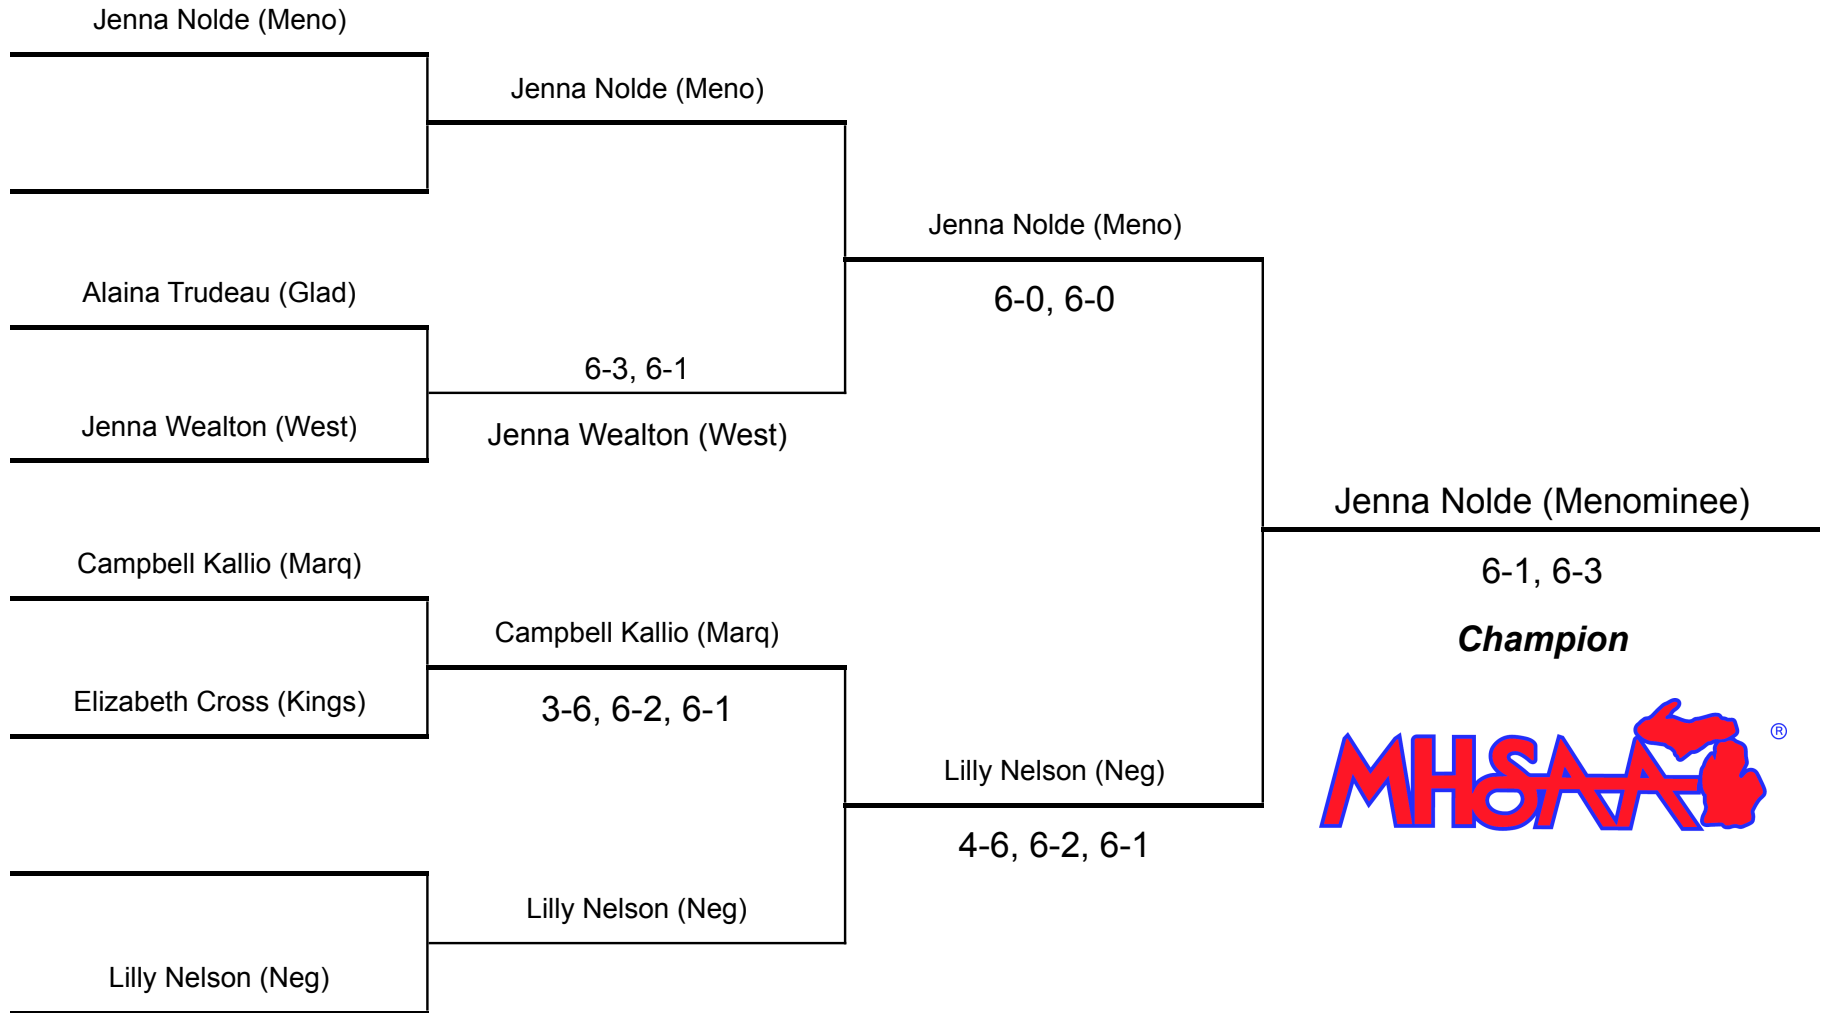 Jenna Nolde (Meno)
Jenna Nolde (Meno)
Jenna Nolde (Meno)
6-0, 6-0
Alaina Trudeau (Glad)
6-3, 6-1
Jenna Wealton (West)
Jenna Wealton (West)
Jenna Nolde (Menominee)
6-1, 6-3
Champion
Campbell Kallio (Marq)
Campbell Kallio (Marq)
Elizabeth Cross (Kings)
3-6, 6-2, 6-1
Lilly Nelson (Neg)
4-6, 6-2, 6-1
Lilly Nelson (Neg)
Lilly Nelson (Neg)
MHSAA ®